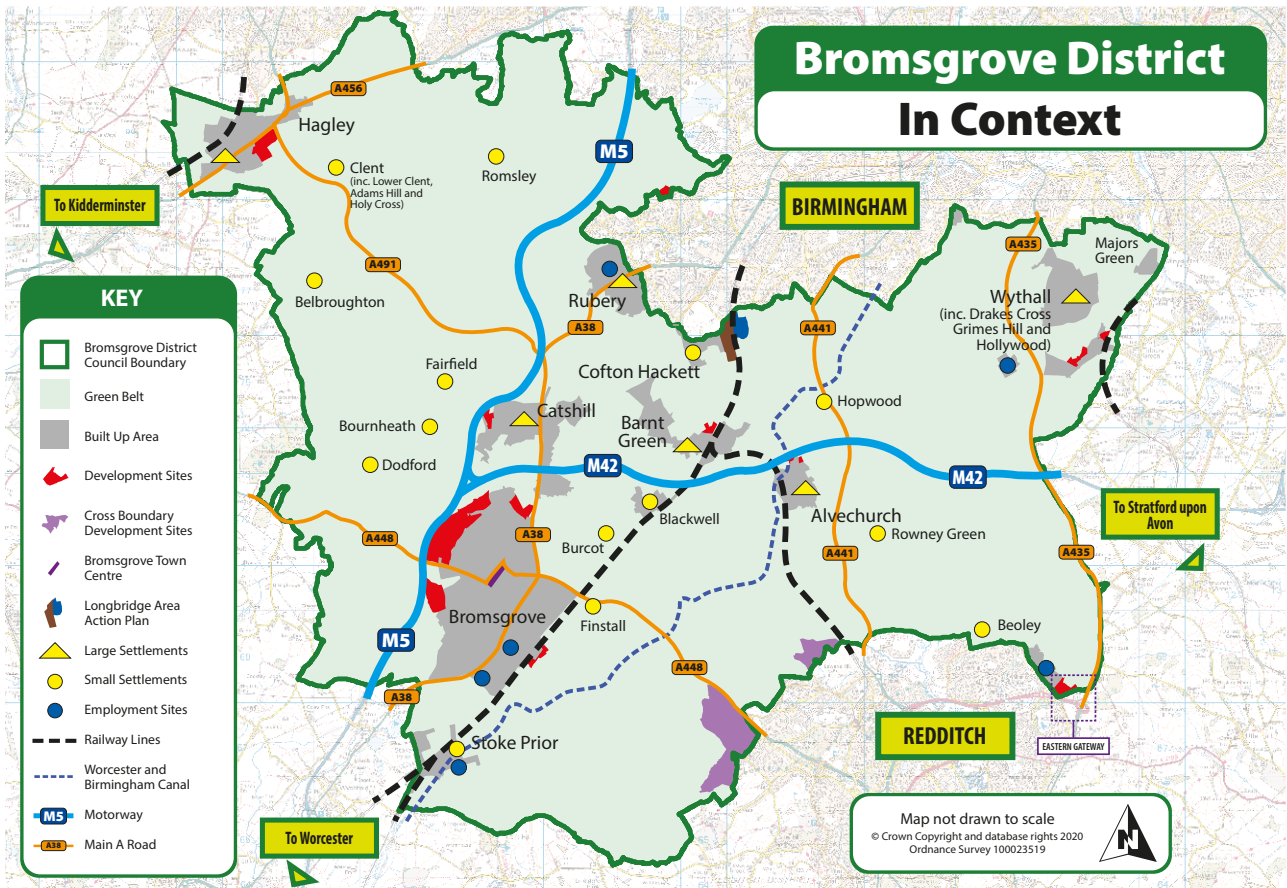 Bromsgrove District
In Context
A456
Hagley
M5
Clent
(inc. Lower Clent,
Adams Hill and
Holy Cross)
Romsley
To Kidderminster
BIRMINGHAM
A435
Majors
Green
A491
Belbroughton
Rubery
A38
Wythall
(inc. Drakes Cross
Grimes Hill and
Hollywood)
A441
Cofton Hackett
Fairfield
Hopwood
Catshill
Barnt
Green
Bournheath
Dodford
M42
M42
To Stratford upon
Avon
Alvechurch
Blackwell
Rowney Green
A448
A38
Burcot
A441
A435
Bromsgrove
Finstall
Beoley
M5
A448
A38
REDDITCH
EASTERN GATEWAY
Stoke Prior
To Worcester
KEY
Bromsgrove District
Council Boundary
Green Belt
Built Up Area
Development Sites
Cross Boundary
Development Sites
Bromsgrove Town
Centre
Longbridge Area
Action Plan
Large Settlements
Small Settlements
Employment Sites
Railway Lines
Worcester and
Birmingham Canal
M5
Motorway
A38
Main A Road
Map not drawn to scale
© Crown Copyright and database rights 2020
Ordnance Survey 100023519
N